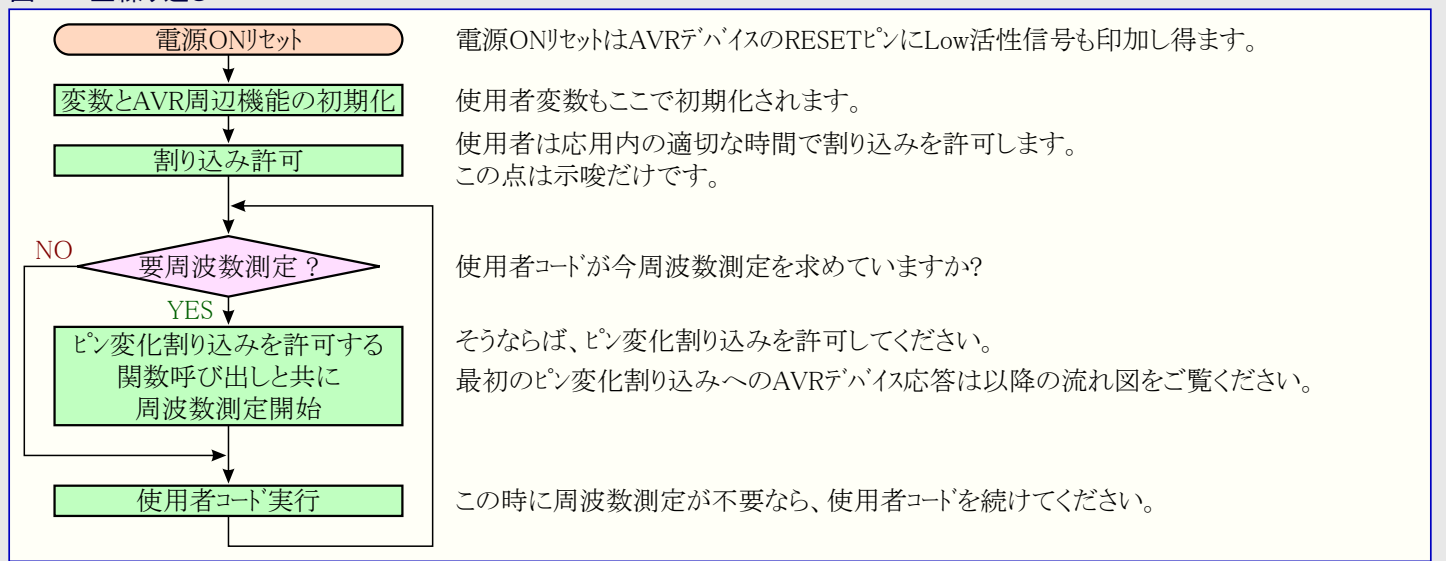 電源ONリセット
電源ONリセットはAVRデバイスのRESETピンにLow活性信号も印加し得ます。
変数とAVR周辺機能の初期化
使用者変数もここで初期化されます。
割り込み許可
使用者は応用内の適切な時間で割り込みを許可します。
この点は示唆だけです。
NO
要周波数測定?
使用者コードが今周波数測定を求めていますか?
YES
ピン変化割り込みを許可する
関数呼び出しと共に
周波数測定開始
そうならば、ピン変化割り込みを許可してください。
最初のピン変化割り込みへのAVRデバイス応答は以降の流れ図をご覧ください。
使用者コード実行
この時に周波数測定が不要なら、使用者コードを続けてください。